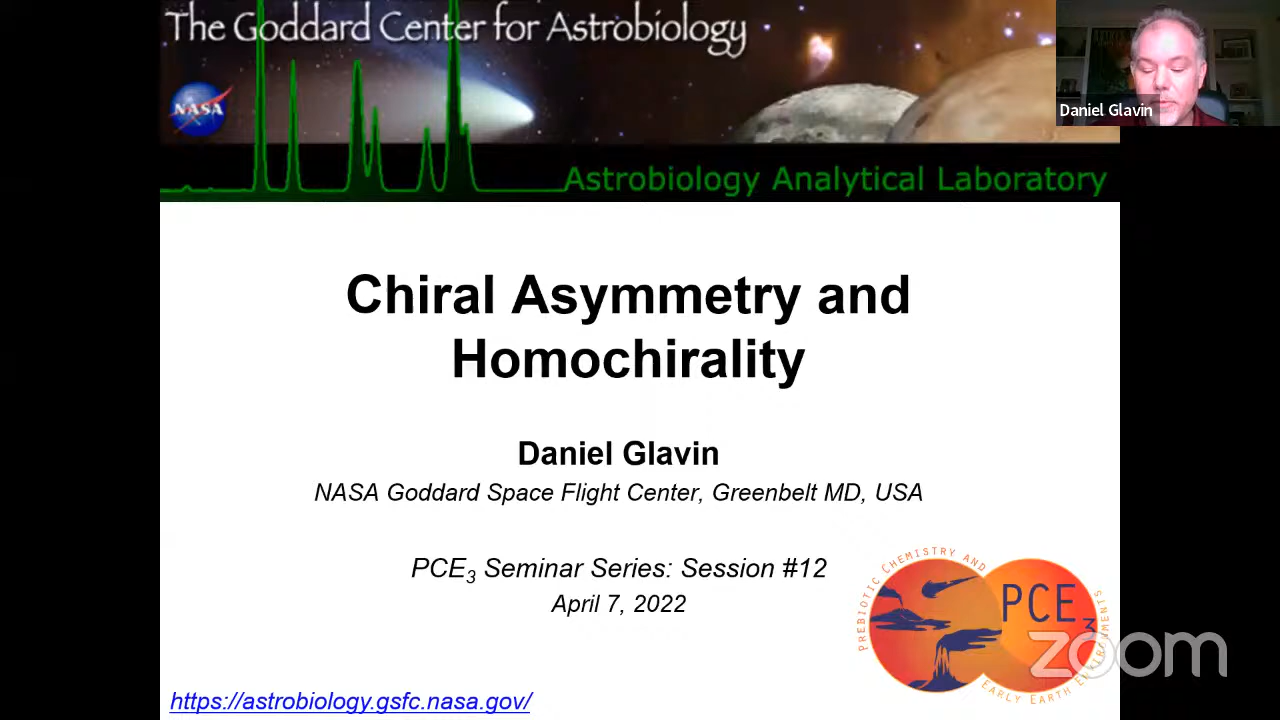 The Goddard Center for Astrobiology
NASA
Daniel Glavin
Astrobiology Analytical Laboratory
Chiral Asymmetry and
Homochirality
Daniel Glavin
NASA Goddard Space Flight Center, Greenbelt MD, USA
PCE3 Seminar Series: Session #12
April 7, 2022
PREBIOTIC CHEMISTRY AND
EARLY EARTH ENVIRONMENTS
PCE3
zoom
https://astrobiology.gsfc.nasa.gov/